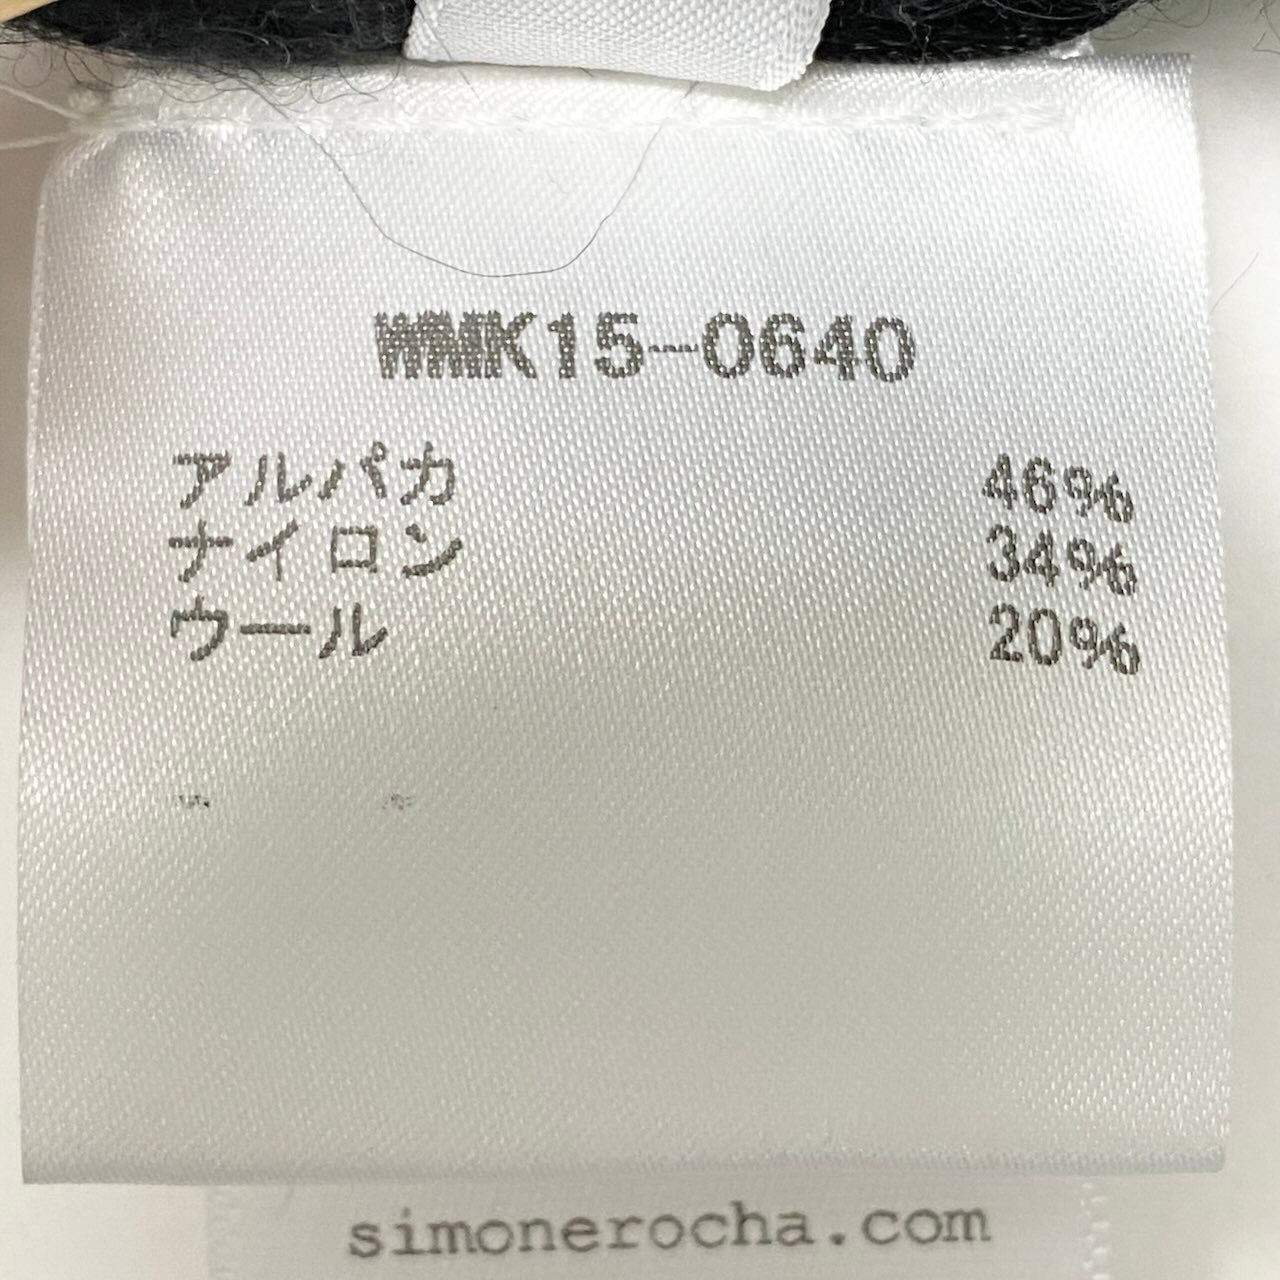 WMK15-0640
アルパカ 46%
ナイロン 34%
ウール 20%
simonerocha.com